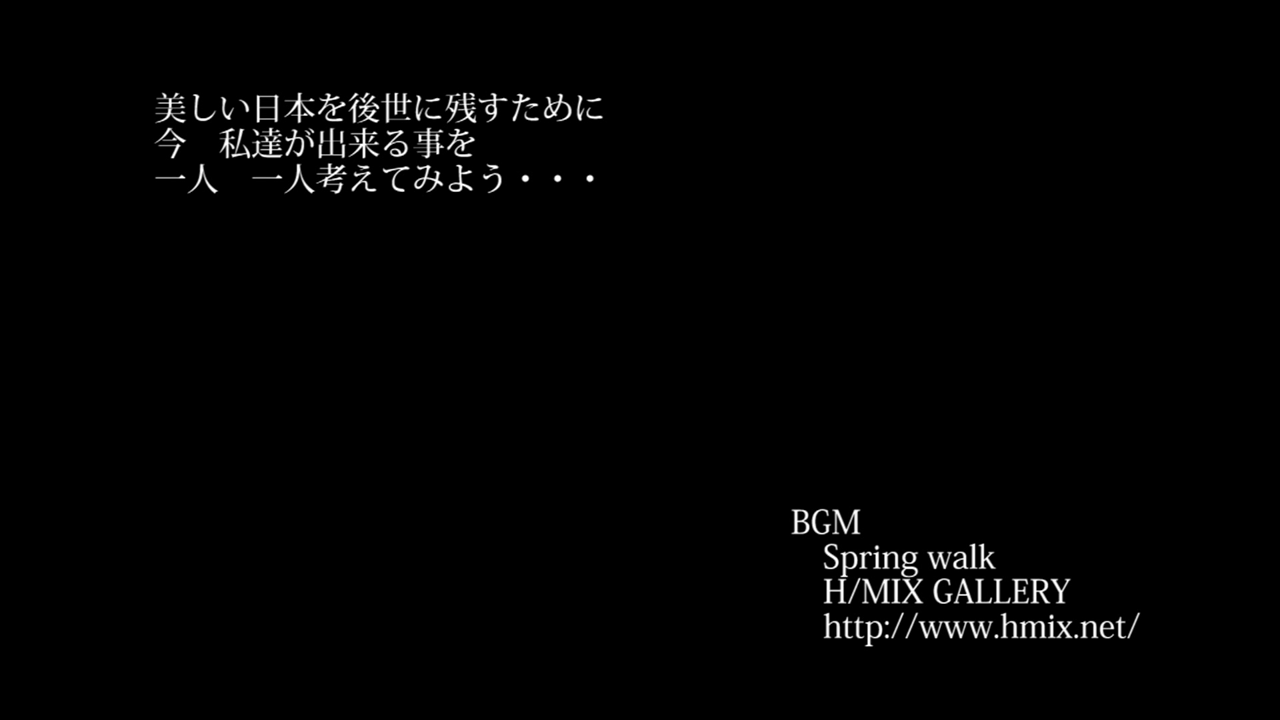 美しい日本を後世に残すために
今　私達が出来る事を
一人　一人考えてみよう・・・
BGM
Spring walk
H/MIX GALLERY
http://www.hmix.net/